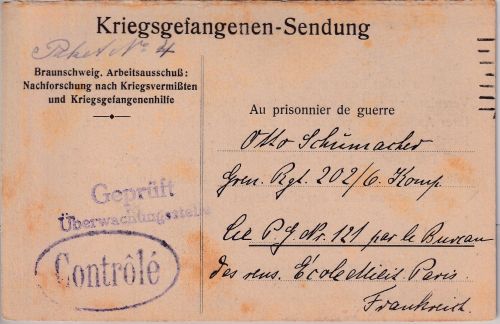 Kriegsgefangenen-Sendung
Paket No. 4
Braunschweig. Arbeitsausschuß:
Nachforschung nach Kriegsvermißten
und Kriegsgefangenenhilfe
Geprüft
Überwachungsstelle
Contrôlé
Au prisonnier de guerre
Otto Schumacher
Gren. Rgt. 202/6. Komp.
P.G. Nr. 121 par le Bureau
des rens. École Milit. Paris.
Frankreich.